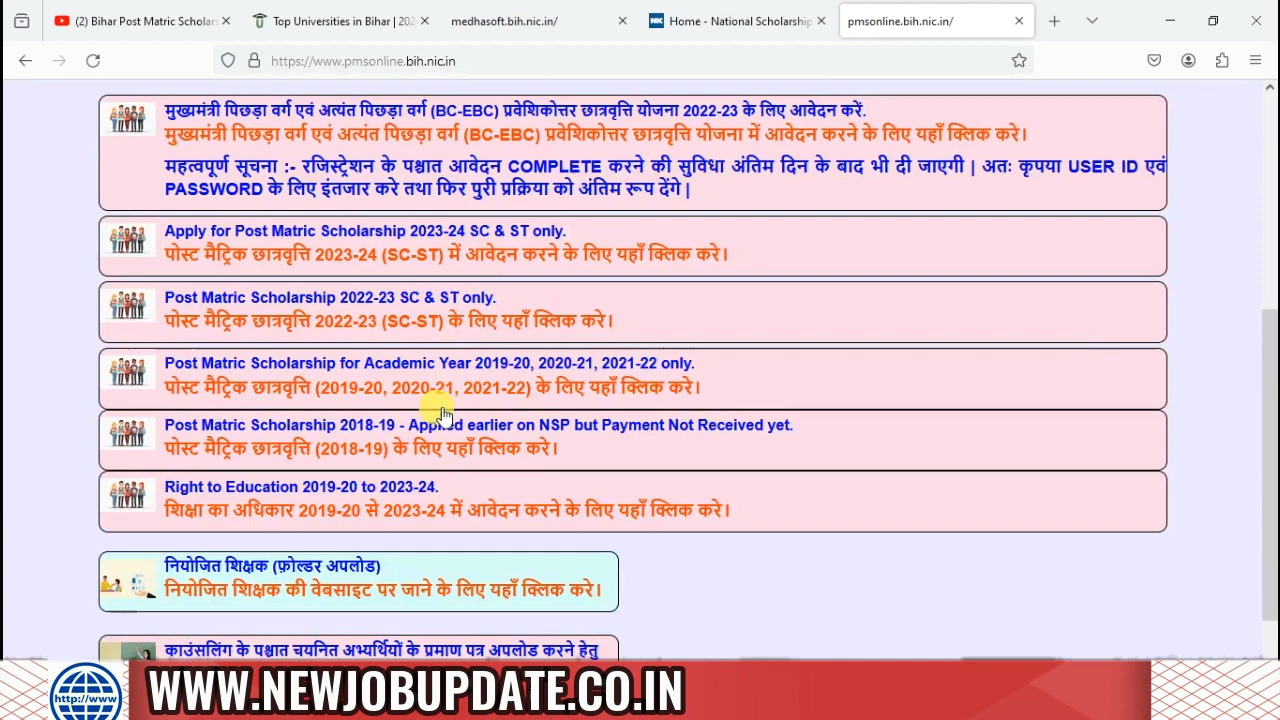 (2) Bihar Post Matric Scholars
Top Universities in Bihar | 202
medhasoft.bih.nic.in/
Home - National Scholarship
pmsonline.bih.nic.in/
https://www.pmsonline.bih.nic.in
मुख्यमंत्री पिछड़ा वर्ग एवं अत्यंत पिछड़ा वर्ग (BC-EBC) प्रवेशिकोत्तर छात्रवृत्ति योजना 2022-23 के लिए आवेदन करें.
मुख्यमंत्री पिछड़ा वर्ग एवं अत्यंत पिछड़ा वर्ग (BC-EBC) प्रवेशिकोत्तर छात्रवृत्ति योजना में आवेदन करने के लिए यहाँ क्लिक करे।
महत्वपूर्ण सूचना :- रजिस्ट्रेशन के पश्चात आवेदन COMPLETE करने की सुविधा अंतिम दिन के बाद भी दी जाएगी | अतः कृपया USER ID एवं
PASSWORD के लिए इंतजार करे तथा फिर पुरी प्रक्रिया को अंतिम रूप देंगे |
Apply for Post Matric Scholarship 2023-24 SC & ST only.
पोस्ट मैट्रिक छात्रवृत्ति 2023-24 (SC-ST) में आवेदन करने के लिए यहाँ क्लिक करे।
Post Matric Scholarship 2022-23 SC & ST only.
पोस्ट मैट्रिक छात्रवृत्ति 2022-23 (SC-ST) के लिए यहाँ क्लिक करे।
Post Matric Scholarship for Academic Year 2019-20, 2020-21, 2021-22 only.
पोस्ट मैट्रिक छात्रवृत्ति (2019-20, 2020-21, 2021-22) के लिए यहाँ क्लिक करे।
Post Matric Scholarship 2018-19 - Applied earlier on NSP but Payment Not Received yet.
पोस्ट मैट्रिक छात्रवृत्ति (2018-19) के लिए यहाँ क्लिक करे।
Right to Education 2019-20 to 2023-24.
शिक्षा का अधिकार 2019-20 से 2023-24 में आवेदन करने के लिए यहाँ क्लिक करे।
नियोजित शिक्षक (फ़ोल्डर अपलोड)
नियोजित शिक्षक की वेबसाइट पर जाने के लिए यहाँ क्लिक करे।
काउंसलिंग के पश्चात चयनित अभ्यर्थियों के प्रमाण पत्र अपलोड करने हेतु
http://www
WWW.NEWJOBUPDATE.CO.IN